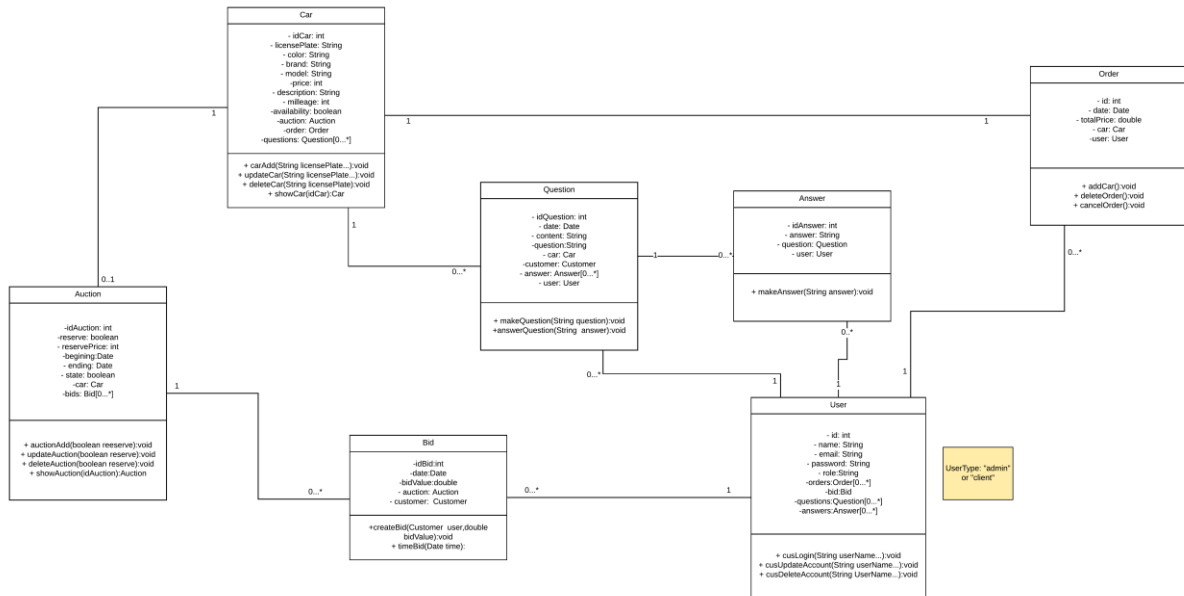 Car
- idCar: int
- licensePlate: String
- color: String
- brand: String
- model: String
-price: int
- description: String
- milleage: int
-availability: boolean
-auction: Auction
-order: Order
-questions: Question[0...*]
+ carAdd(String licensePlate...):void
+ updateCar(String licensePlate...):void
+ deleteCar(String licensePlate):void
+ showCar(idCar):Car
1
1
1
1
0...*
0...1
Order
- id: int
- date: Date
- totalPrice: double
- car: Car
-user: User
+ addCar():void
+ deleteOrder():void
+ cancelOrder():void
0...*
1
Question
- idQuestion: int
- date: Date
- content: String
-question:String
- car: Car
-customer: Customer
- answer: Answer[0...*]
- user: User
+ makeQuestion(String question):void
+answerQuestion(String answer):void
1
0...*
0...*
1
Answer
- idAnswer: int
- answer: String
- question: Question
- user: User
+ makeAnswer(String answer):void
0..*
1
Auction
-idAuction: int
-reserve: boolean
- reservePrice: int
-begining:Date
- ending: Date
- state: boolean
-car: Car
-bids: Bid[0...*]
+ auctionAdd(boolean reeserve):void
+ updateAuction(boolean reserve):void
+ deleteAuction(boolean reserve):void
+ showAuction(idAuction):Auction
1
0...*
Bid
-idBid:int
-date:Date
-bidValue:double
- auction: Auction
- customer: Customer
+createBid(Customer user,double
bidValue):void
+ timeBid(Date time):
0...*
1
User
- id: int
- name: String
- email: String
- password: String
- role:String
-orders:Order[0...*]
-bid:Bid
-questions:Question[0...*]
-answers:Answer[0...*]
+ cusLogin(String userName...):void
+ cusUpdateAccount(String userName...):void
+ cusDeleteAccount(String UserName...):void
UserType: "admin"
or "client"